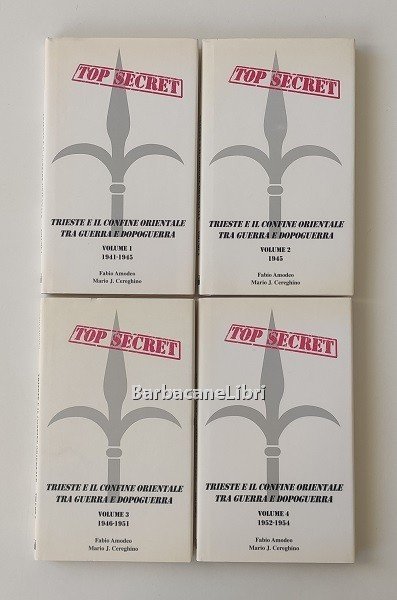 TOP SECRET
TRIESTE E IL CONFINE ORIENTALE
TRA GUERRA E DOPOGUERRA
VOLUME 1
1941-1945
Fabio Amodeo
Mario J. Cereghino
TOP SECRET
TRIESTE E IL CONFINE ORIENTALE
TRA GUERRA E DOPOGUERRA
VOLUME 2
1945
Fabio Amodeo
Mario J. Cereghino
TOP SECRET
TRIESTE E IL CONFINE ORIENTALE
TRA GUERRA E DOPOGUERRA
VOLUME 3
1946-1951
Fabio Amodeo
Mario J. Cereghino
TOP SECRET
TRIESTE E IL CONFINE ORIENTALE
TRA GUERRA E DOPOGUERRA
VOLUME 4
1952-1954
Fabio Amodeo
Mario J. Cereghino
BarbacaneLibri